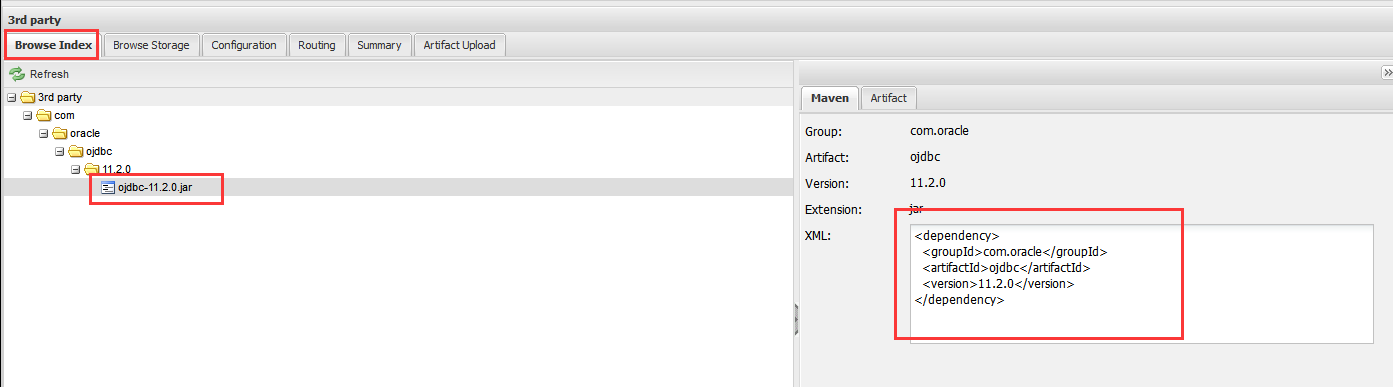 3rd party
Browse Index Browse Storage Configuration Routing Summary Artifact Upload
Refresh
3rd party
com
oracle
ojdbc
11.2.0
ojdbc-11.2.0.jar
Maven Artifact
Group: com.oracle
Artifact: ojdbc
Version: 11.2.0
Extension: jar
XML: <dependency>
<groupId>com.oracle</groupId>
<artifactId>ojdbc</artifactId>
<version>11.2.0</version>
</dependency>